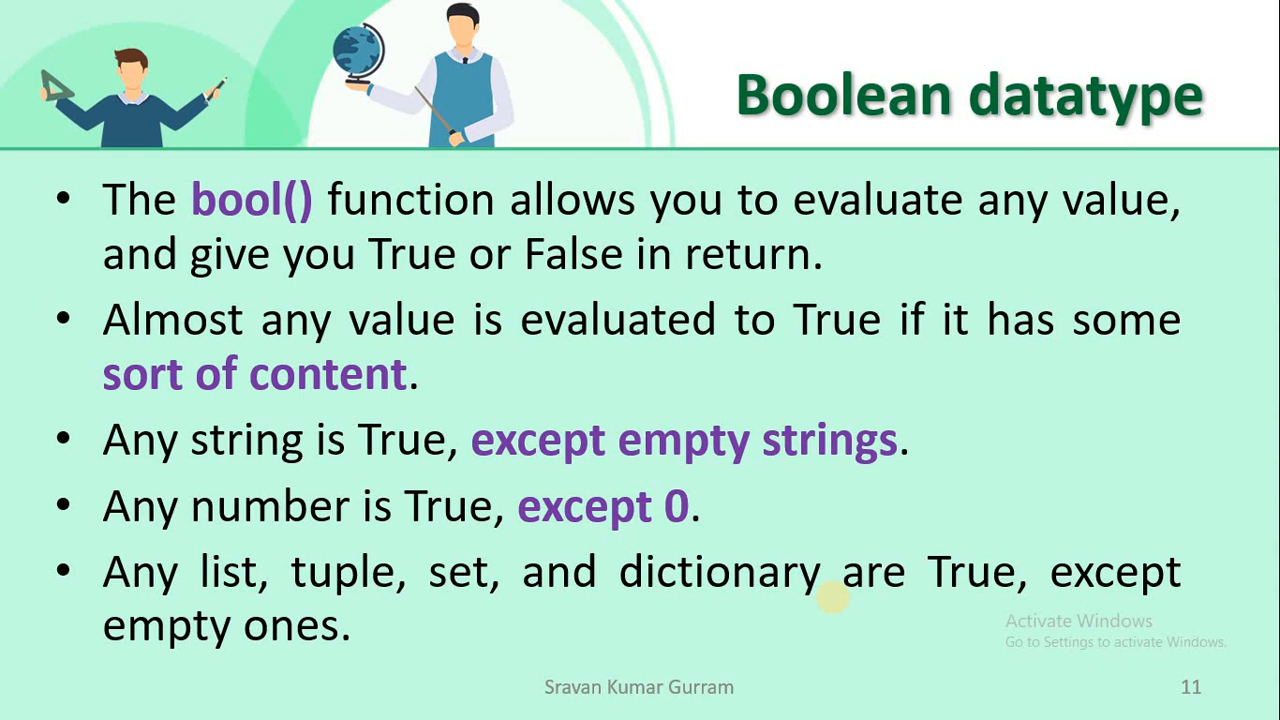 Boolean datatype
• The bool() function allows you to evaluate any value,
and give you True or False in return.
• Almost any value is evaluated to True if it has some
sort of content.
• Any string is True, except empty strings.
• Any number is True, except 0.
• Any list, tuple, set, and dictionary are True, except
empty ones.
Activate Windows
Go to Settings to activate Windows.
Sravan Kumar Gurram
11